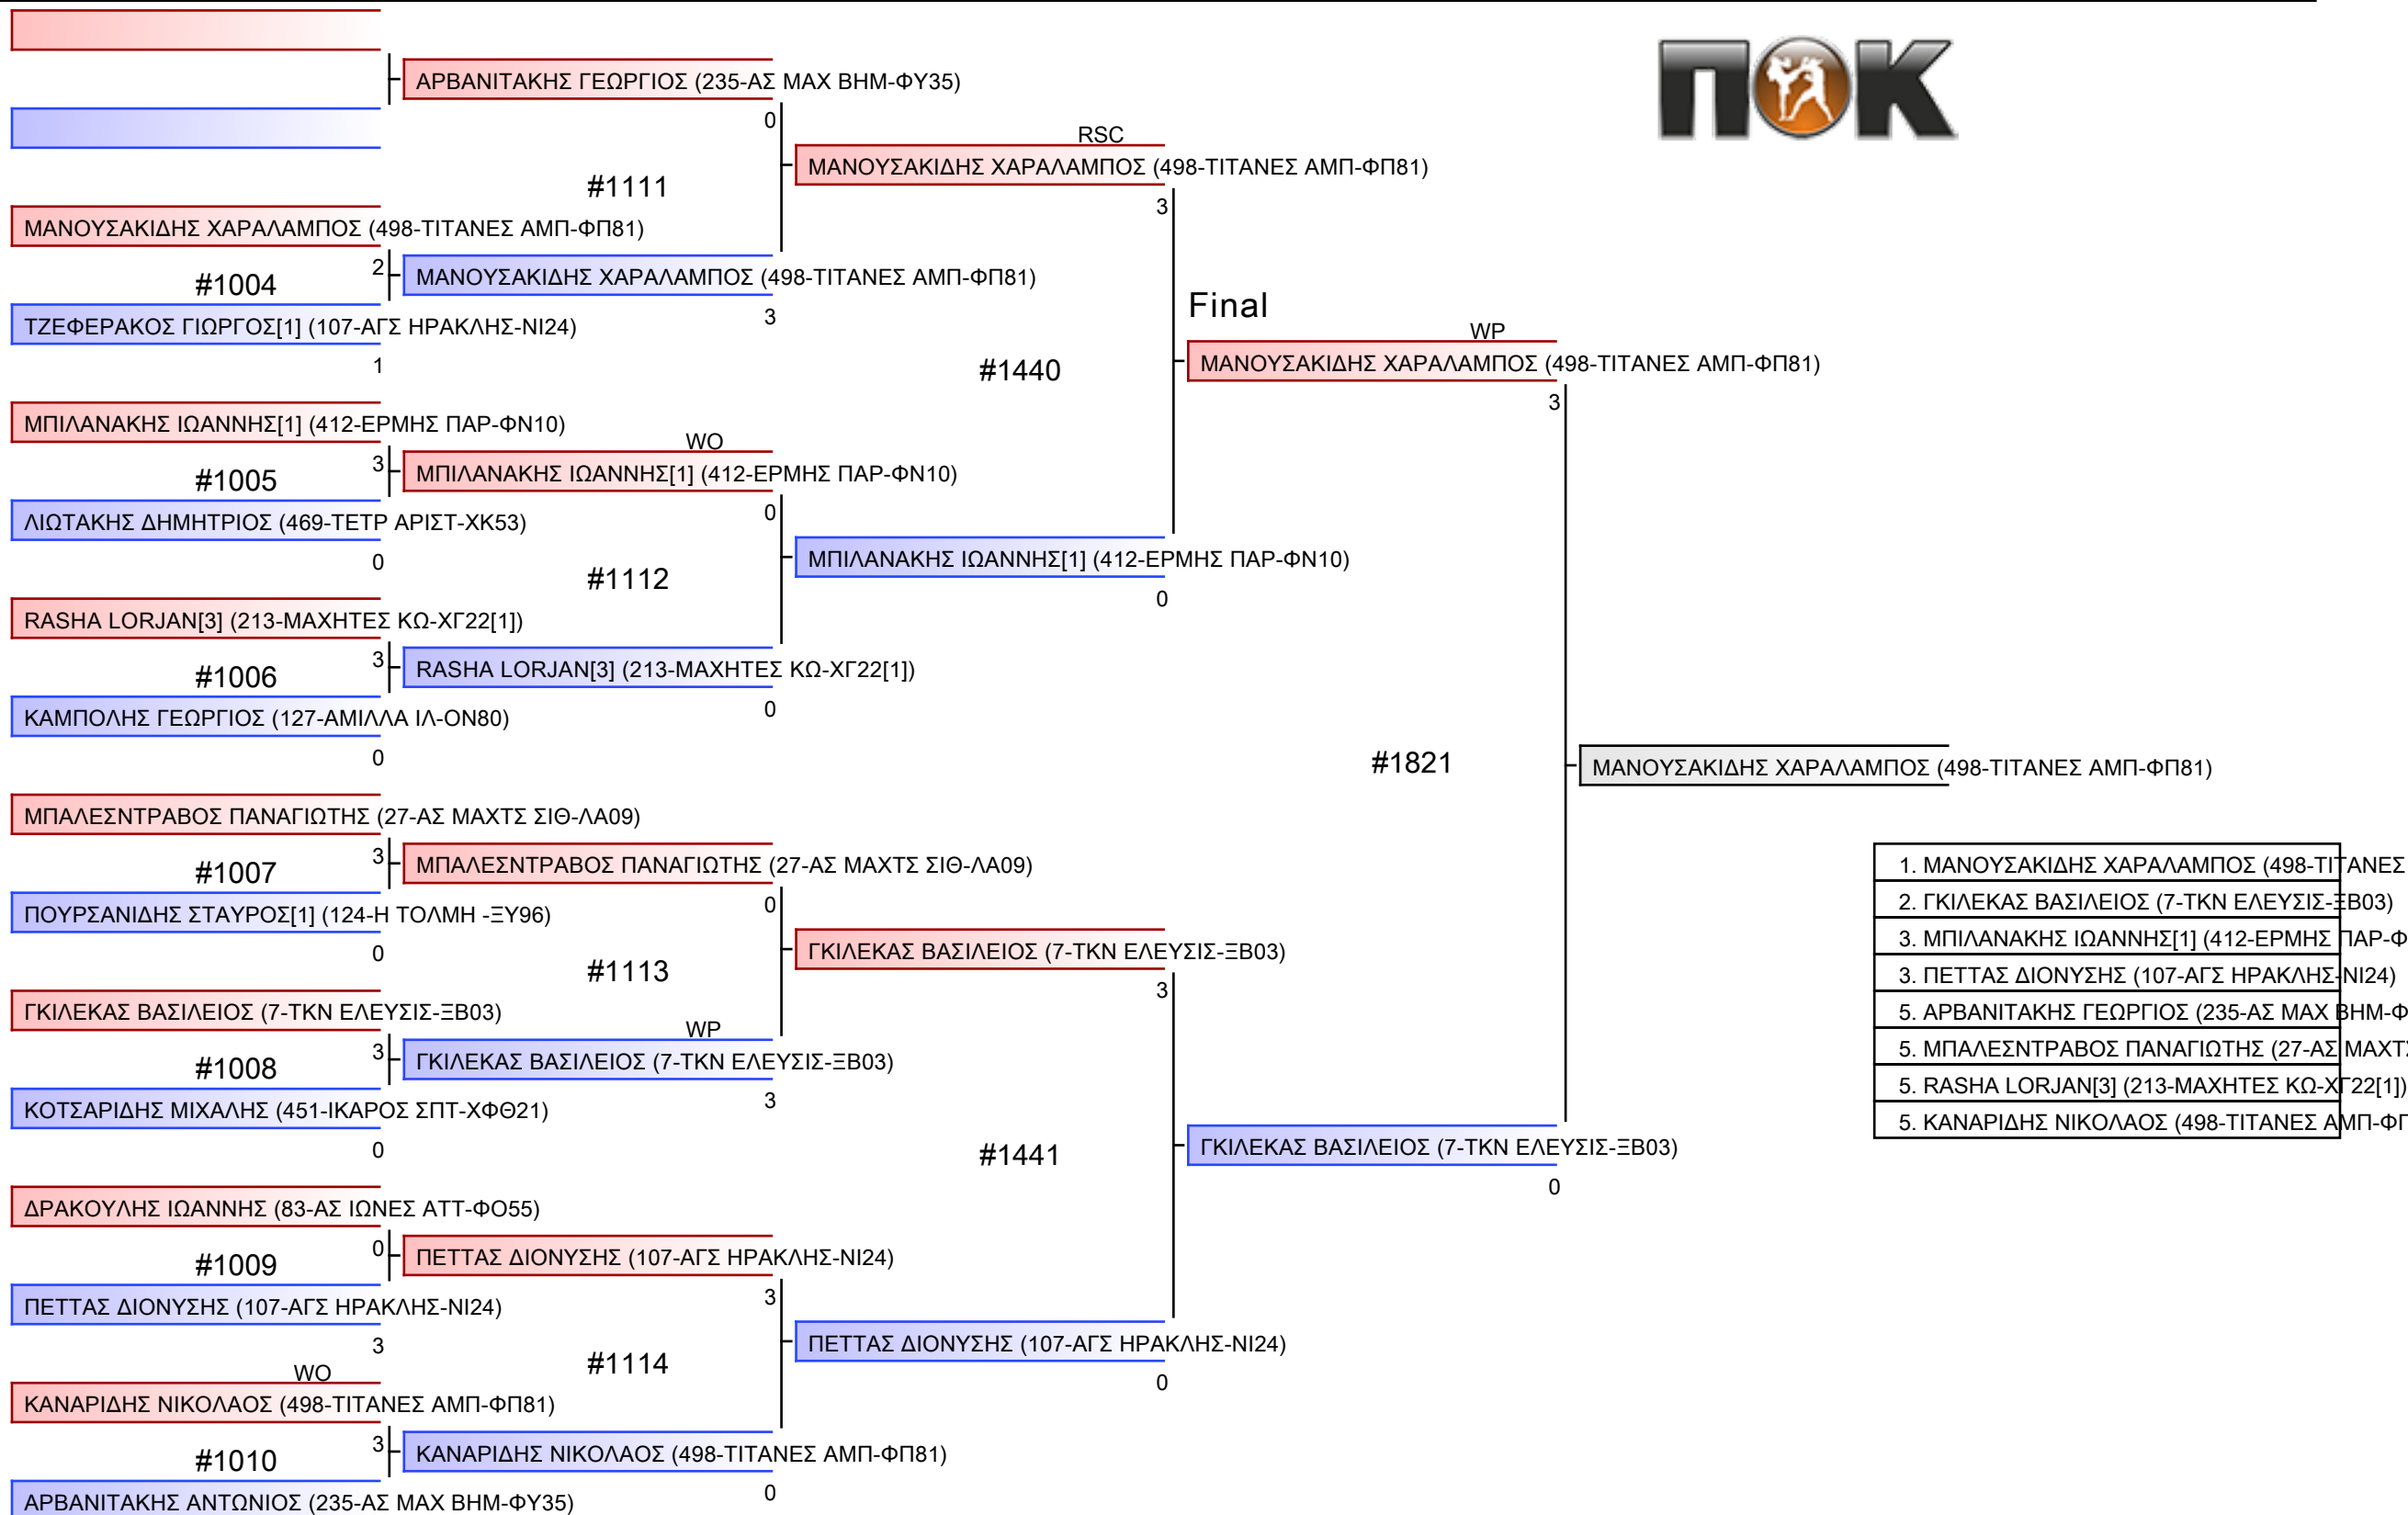 ΠΟΚ
ΑΡΒΑΝΙΤΑΚΗΣ ΓΕΩΡΓΙΟΣ (235-ΑΣ ΜΑΧ ΒΗΜ-ΦΥ35)
0
RSC
#1111
ΜΑΝΟΥΣΑΚΙΔΗΣ ΧΑΡΑΛΑΜΠΟΣ (498-ΤΙΤΑΝΕΣ ΑΜΠ-ΦΠ81)
3
ΜΑΝΟΥΣΑΚΙΔΗΣ ΧΑΡΑΛΑΜΠΟΣ (498-ΤΙΤΑΝΕΣ ΑΜΠ-ΦΠ81)
2
#1004
ΜΑΝΟΥΣΑΚΙΔΗΣ ΧΑΡΑΛΑΜΠΟΣ (498-ΤΙΤΑΝΕΣ ΑΜΠ-ΦΠ81)
3
ΤΖΕΦΕΡΑΚΟΣ ΓΙΩΡΓΟΣ[1] (107-ΑΓΣ ΗΡΑΚΛΗΣ-ΝΙ24)
1
Final
#1440
WP
ΜΑΝΟΥΣΑΚΙΔΗΣ ΧΑΡΑΛΑΜΠΟΣ (498-ΤΙΤΑΝΕΣ ΑΜΠ-ΦΠ81)
3
ΜΠΙΛΑΝΑΚΗΣ ΙΩΑΝΝΗΣ[1] (412-ΕΡΜΗΣ ΠΑΡ-ΦΝ10)
3
#1005
WO
ΜΠΙΛΑΝΑΚΗΣ ΙΩΑΝΝΗΣ[1] (412-ΕΡΜΗΣ ΠΑΡ-ΦΝ10)
0
ΛΙΩΤΑΚΗΣ ΔΗΜΗΤΡΙΟΣ (469-ΤΕΤΡ ΑΡΙΣΤ-ΧΚ53)
0
#1112
ΜΠΙΛΑΝΑΚΗΣ ΙΩΑΝΝΗΣ[1] (412-ΕΡΜΗΣ ΠΑΡ-ΦΝ10)
0
RASHA LORJAN[3] (213-ΜΑΧΗΤΕΣ ΚΩ-ΧΓ22[1])
3
#1006
RASHA LORJAN[3] (213-ΜΑΧΗΤΕΣ ΚΩ-ΧΓ22[1])
0
ΚΑΜΠΟΛΗΣ ΓΕΩΡΓΙΟΣ (127-ΑΜΙΛΛΑ ΙΛ-ΟΝ80)
0
#1821
ΜΑΝΟΥΣΑΚΙΔΗΣ ΧΑΡΑΛΑΜΠΟΣ (498-ΤΙΤΑΝΕΣ ΑΜΠ-ΦΠ81)
ΜΠΑΛΕΣΝΤΡΑΒΟΣ ΠΑΝΑΓΙΩΤΗΣ (27-ΑΣ ΜΑΧΤΣ ΣΙΘ-ΛΑ09)
3
#1007
ΜΠΑΛΕΣΝΤΡΑΒΟΣ ΠΑΝΑΓΙΩΤΗΣ (27-ΑΣ ΜΑΧΤΣ ΣΙΘ-ΛΑ09)
0
ΠΟΥΡΣΑΝΙΔΗΣ ΣΤΑΥΡΟΣ[1] (124-Η ΤΟΛΜΗ -ΞΥ96)
0
#1113
ΓΚΙΛΕΚΑΣ ΒΑΣΙΛΕΙΟΣ (7-ΤΚΝ ΕΛΕΥΣΙΣ-ΞΒ03)
3
ΓΚΙΛΕΚΑΣ ΒΑΣΙΛΕΙΟΣ (7-ΤΚΝ ΕΛΕΥΣΙΣ-ΞΒ03)
3
#1008
WP
ΓΚΙΛΕΚΑΣ ΒΑΣΙΛΕΙΟΣ (7-ΤΚΝ ΕΛΕΥΣΙΣ-ΞΒ03)
3
ΚΟΤΣΑΡΙΔΗΣ ΜΙΧΑΛΗΣ (451-ΙΚΑΡΟΣ ΣΠΤ-ΧΦΘ21)
0
#1441
ΓΚΙΛΕΚΑΣ ΒΑΣΙΛΕΙΟΣ (7-ΤΚΝ ΕΛΕΥΣΙΣ-ΞΒ03)
0
ΔΡΑΚΟΥΛΗΣ ΙΩΑΝΝΗΣ (83-ΑΣ ΙΩΝΕΣ ΑΤΤ-ΦΟ55)
0
#1009
ΠΕΤΤΑΣ ΔΙΟΝΥΣΗΣ (107-ΑΓΣ ΗΡΑΚΛΗΣ-ΝΙ24)
3
ΠΕΤΤΑΣ ΔΙΟΝΥΣΗΣ (107-ΑΓΣ ΗΡΑΚΛΗΣ-ΝΙ24)
3
#1114
ΠΕΤΤΑΣ ΔΙΟΝΥΣΗΣ (107-ΑΓΣ ΗΡΑΚΛΗΣ-ΝΙ24)
0
WO
ΚΑΝΑΡΙΔΗΣ ΝΙΚΟΛΑΟΣ (498-ΤΙΤΑΝΕΣ ΑΜΠ-ΦΠ81)
3
#1010
ΚΑΝΑΡΙΔΗΣ ΝΙΚΟΛΑΟΣ (498-ΤΙΤΑΝΕΣ ΑΜΠ-ΦΠ81)
0
ΑΡΒΑΝΙΤΑΚΗΣ ΑΝΤΩΝΙΟΣ (235-ΑΣ ΜΑΧ ΒΗΜ-ΦΥ35)
1. ΜΑΝΟΥΣΑΚΙΔΗΣ ΧΑΡΑΛΑΜΠΟΣ (498-ΤΙΤΑΝΕΣ
2. ΓΚΙΛΕΚΑΣ ΒΑΣΙΛΕΙΟΣ (7-ΤΚΝ ΕΛΕΥΣΙΣ-ΞΒ03)
3. ΜΠΙΛΑΝΑΚΗΣ ΙΩΑΝΝΗΣ[1] (412-ΕΡΜΗΣ ΠΑΡ-Φ
3. ΠΕΤΤΑΣ ΔΙΟΝΥΣΗΣ (107-ΑΓΣ ΗΡΑΚΛΗΣ-ΝΙ24)
5. ΑΡΒΑΝΙΤΑΚΗΣ ΓΕΩΡΓΙΟΣ (235-ΑΣ ΜΑΧ ΒΗΜ-Φ
5. ΜΠΑΛΕΣΝΤΡΑΒΟΣ ΠΑΝΑΓΙΩΤΗΣ (27-ΑΣ ΜΑΧΤΣ
5. RASHA LORJAN[3] (213-ΜΑΧΗΤΕΣ ΚΩ-ΧΓ22[1])
5. ΚΑΝΑΡΙΔΗΣ ΝΙΚΟΛΑΟΣ (498-ΤΙΤΑΝΕΣ ΑΜΠ-ΦΠ